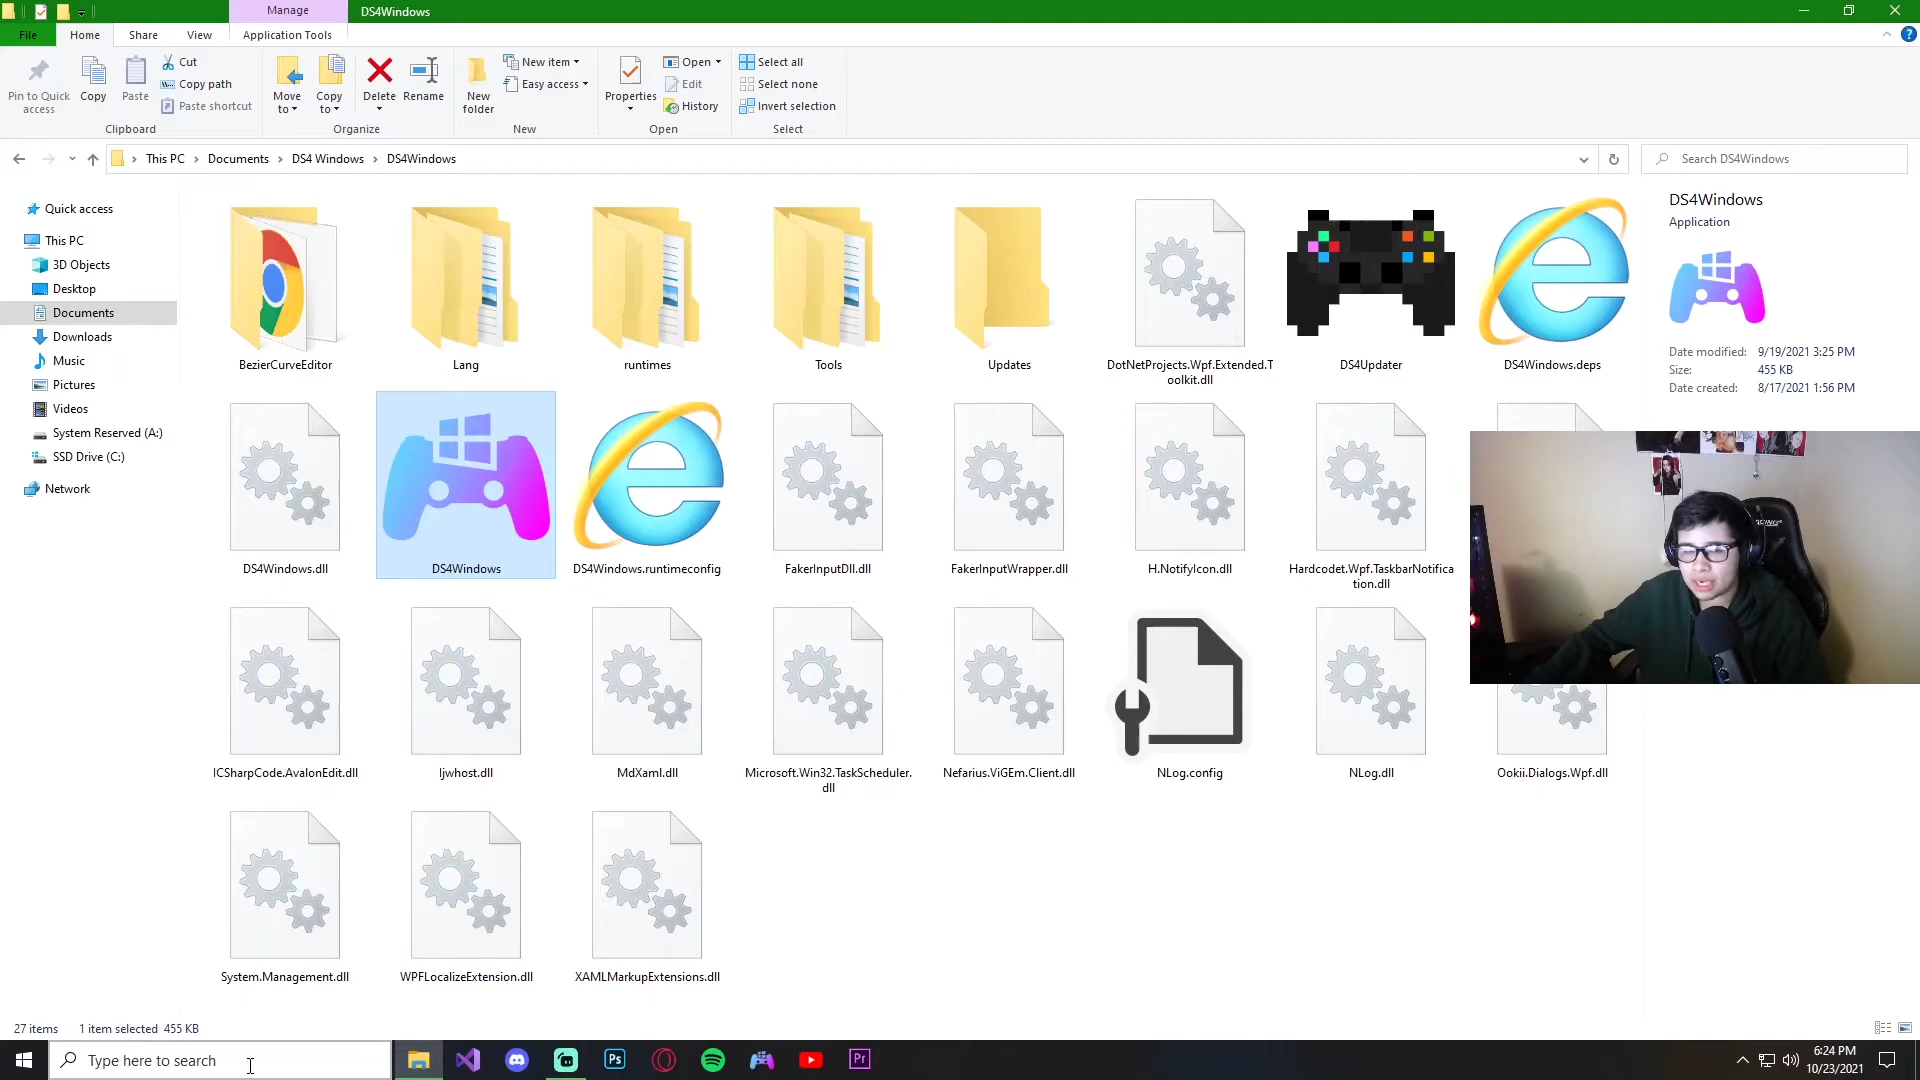 Manage
DS4Windows
File
Home
Share
View
Application Tools
Pin to Quick
access
Copy
Paste
Cut
Copy path
Paste shortcut
Clipboard
Move
to
Copy
to
Delete
Rename
Organize
New
folder
New item
Easy access
New
Properties
Open
Edit
History
Open
Select all
Select none
Invert selection
Select
This PC
Documents
DS4 Windows
DS4Windows
Search DS4Windows
Quick access
This PC
3D Objects
Desktop
Documents
Downloads
Music
Pictures
Videos
System Reserved (A:)
SSD Drive (C:)
Network
BezierCurveEditor
Lang
runtimes
Tools
Updates
DotNetProjects.Wpf.Extended.T
oolkit.dll
DS4Updater
DS4Windows.deps
DS4Windows.dll
DS4Windows
DS4Windows.runtimeconfig
FakerInputDll.dll
FakerInputWrapper.dll
H.NotifyIcon.dll
Hardcodet.Wpf.TaskbarNotifica
tion.dll
ICSharpCode.AvalonEdit.dll
Ijwhost.dll
MdXaml.dll
Microsoft.Win32.TaskScheduler.
dll
Nefarius.ViGEm.Client.dll
NLog.config
NLog.dll
Ookii.Dialogs.Wpf.dll
System.Management.dll
WPFLocalizeExtension.dll
XAMLMarkupExtensions.dll
DS4Windows
Application
Date modified: 9/19/2021 3:25 PM
Size: 455 KB
Date created: 8/17/2021 1:56 PM
27 items
1 item selected 455 KB
Type here to search
Ps
Pr
6:24 PM
10/23/2021